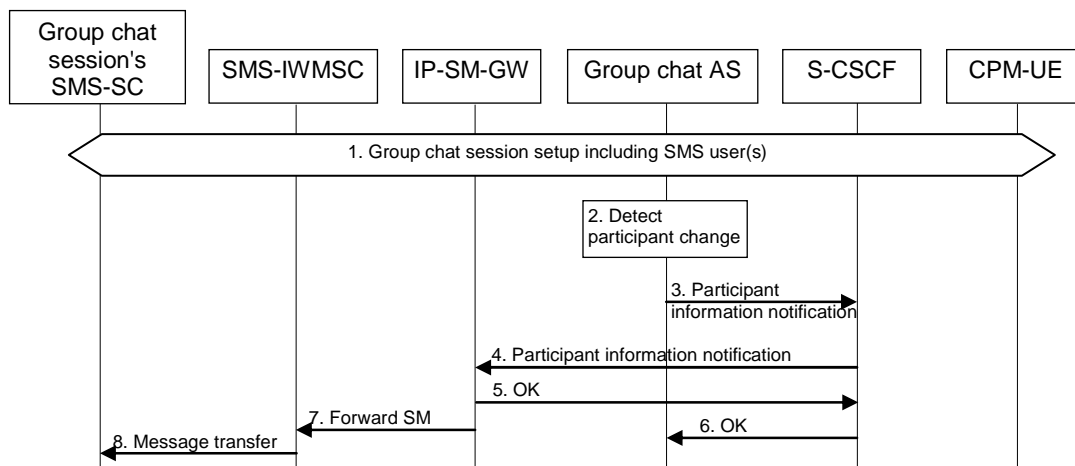 Group chat
session's
SMS-SC
SMS-IWMSC
IP-SM-GW
Group chat AS
S-CSCF
CPM-UE
1. Group chat session setup including SMS user(s)
2. Detect
participant change
3. Participant
information notification
4. Participant information notification
5. OK
7. Forward SM
6. OK
8. Message transfer